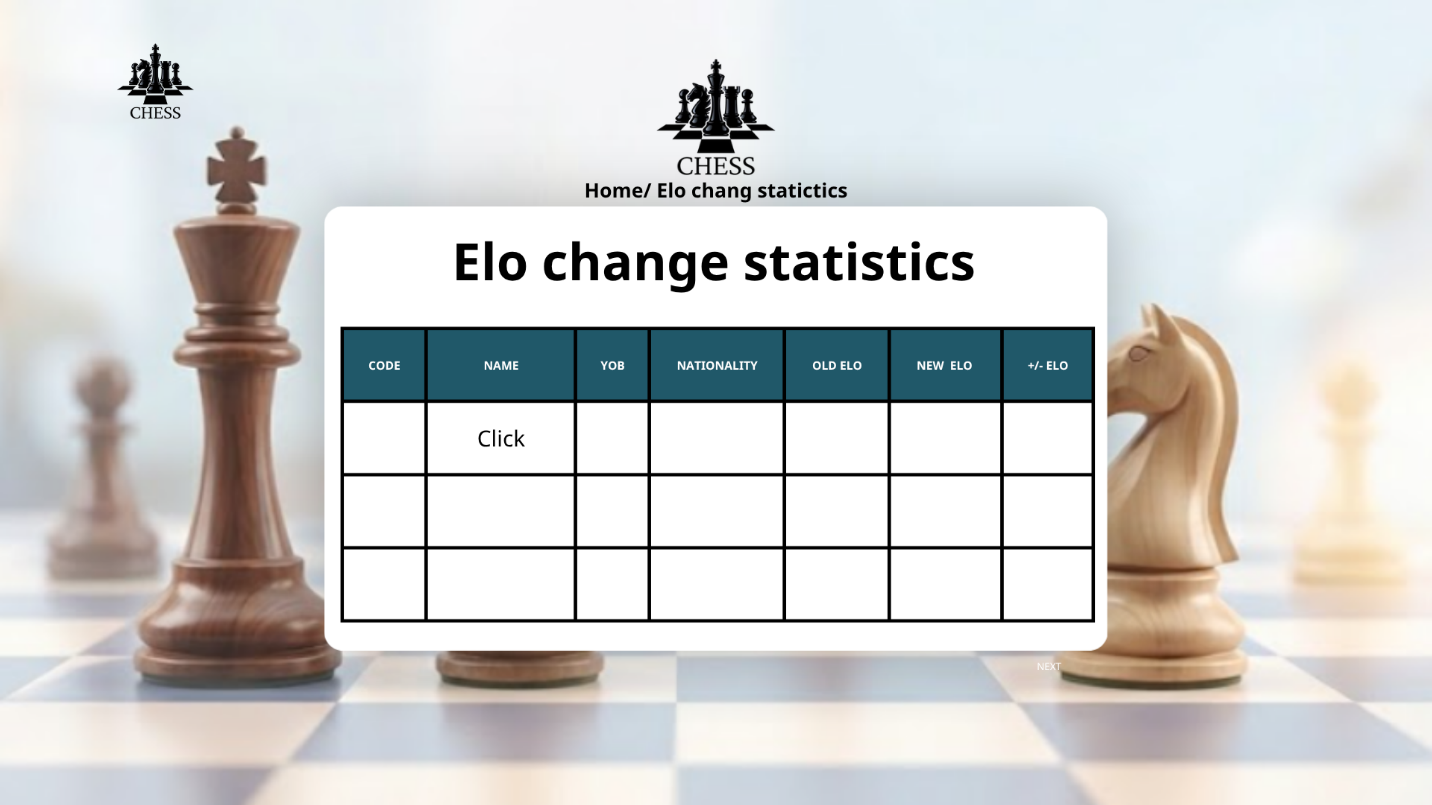 CHESS
CHESS
Home/ Elo chang statictics
Elo change statistics
CODE NAME YOB NATIONALITY OLD ELO NEW ELO +/- ELO
Click
NEXT